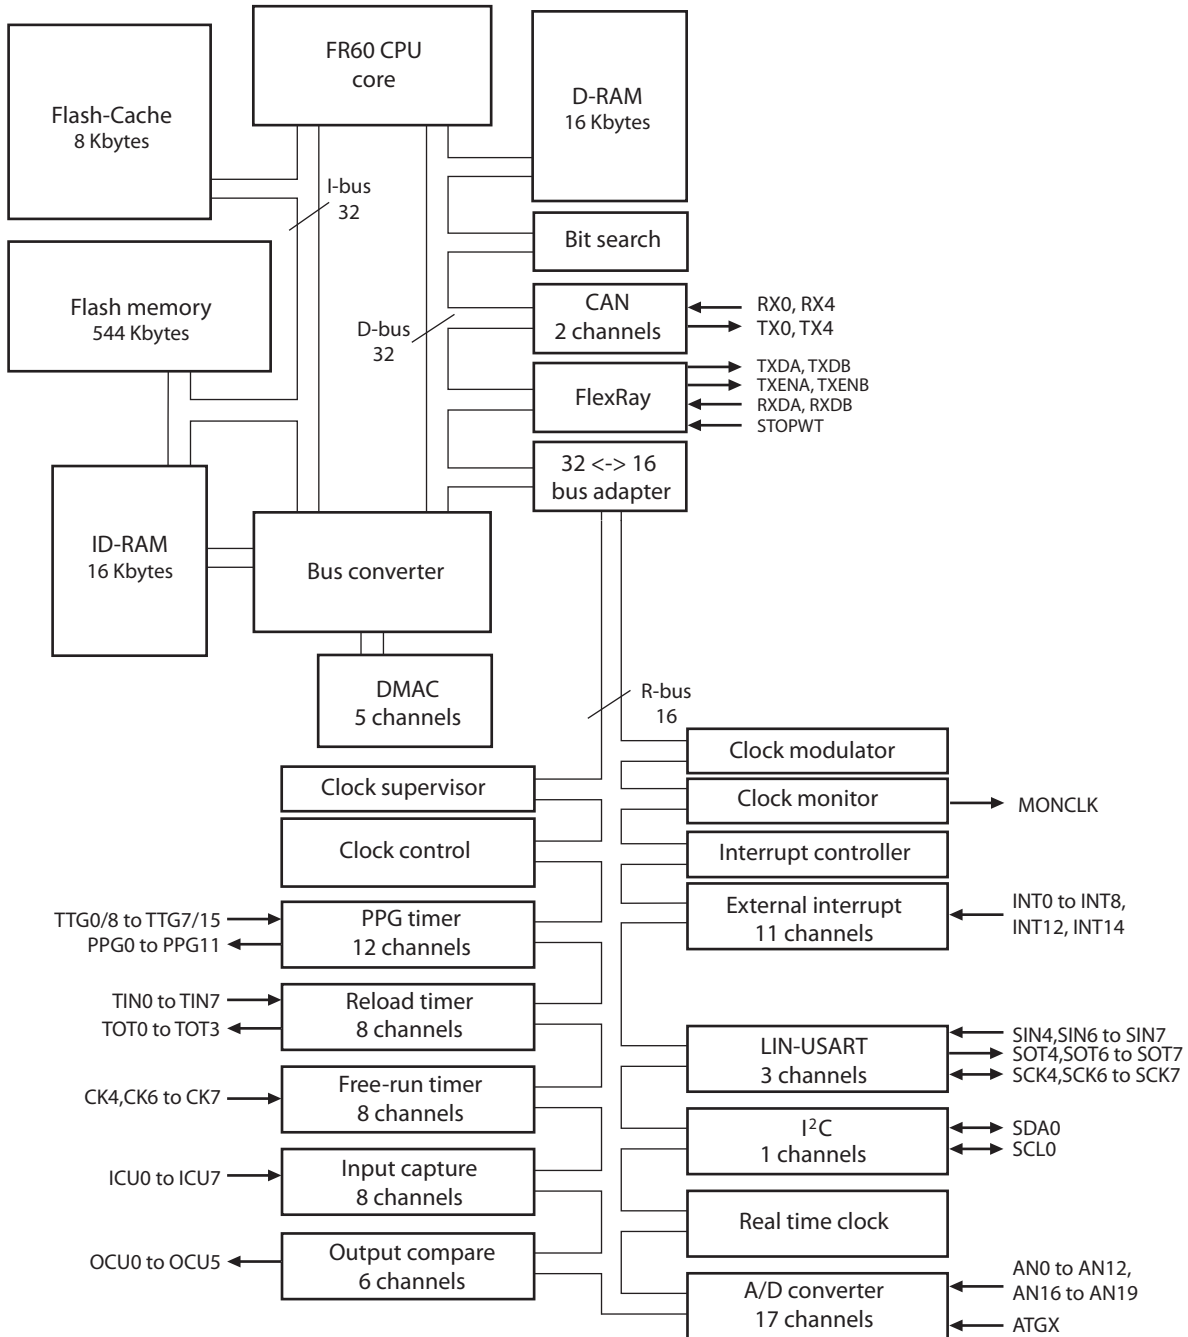 FR60 CPU
core
Flash-Cache
8 Kbytes
D-RAM
16 Kbytes
I-bus
32
Bit search
Flash memory
544 Kbytes
CAN
2 channels
RX0, RX4
TX0, TX4
D-bus
32
FlexRay
TXDA, TXDB
TXENA, TXENB
RXDA, RXDB
STOPWT
32 <-> 16
bus adapter
ID-RAM
16 Kbytes
Bus converter
DMAC
5 channels
R-bus
16
Clock modulator
Clock supervisor
Clock monitor
MONCLK
Clock control
Interrupt controller
TTG0/8 to TTG7/15
PPG0 to PPG11
PPG timer
12 channels
External interrupt
11 channels
INT0 to INT8,
INT12, INT14
TIN0 to TIN7
TOT0 to TOT3
Reload timer
8 channels
LIN-USART
3 channels
SIN4,SIN6 to SIN7
SOT4,SOT6 to SOT7
SCK4,SCK6 to SCK7
CK4,CK6 to CK7
Free-run timer
8 channels
I²C
1 channels
SDA0
SCL0
ICU0 to ICU7
Input capture
8 channels
Real time clock
OCU0 to OCU5
Output compare
6 channels
A/D converter
17 channels
AN0 to AN12,
AN16 to AN19
ATGX